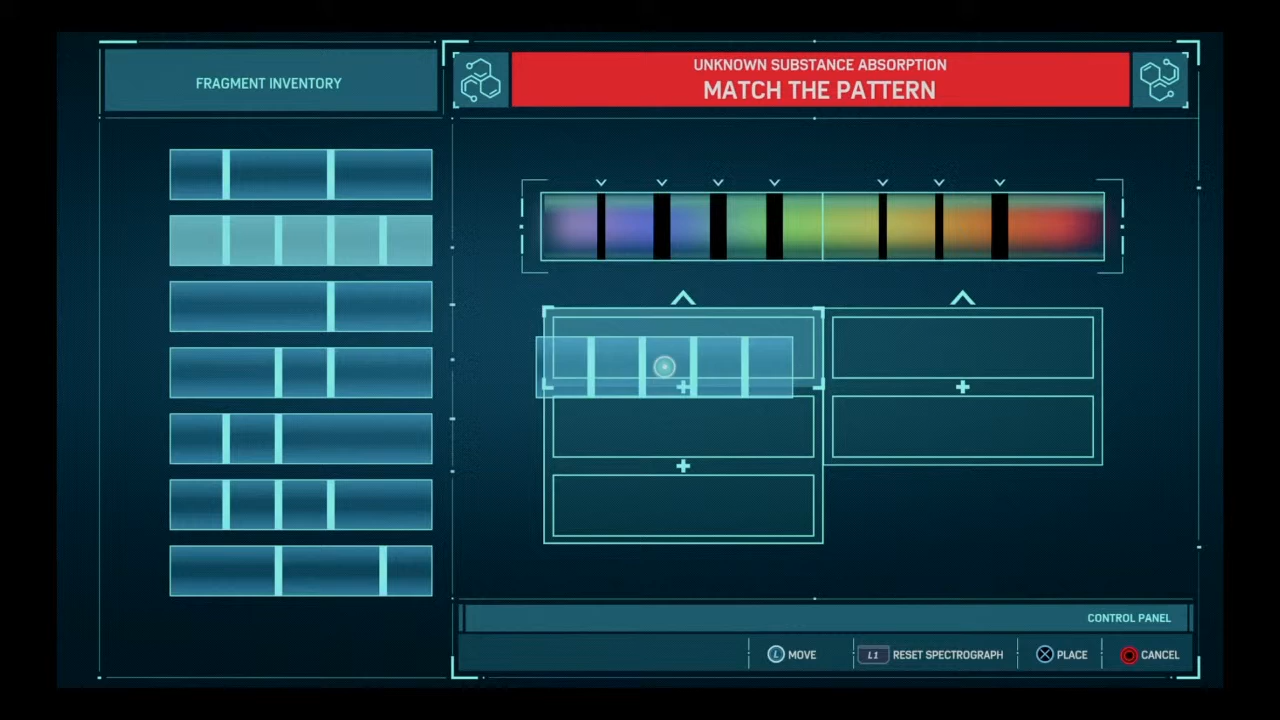 FRAGMENT INVENTORY
UNKNOWN SUBSTANCE ABSORPTION
MATCH THE PATTERN
CONTROL PANEL
L MOVE
L1 RESET SPECTROGRAPH
PLACE
CANCEL